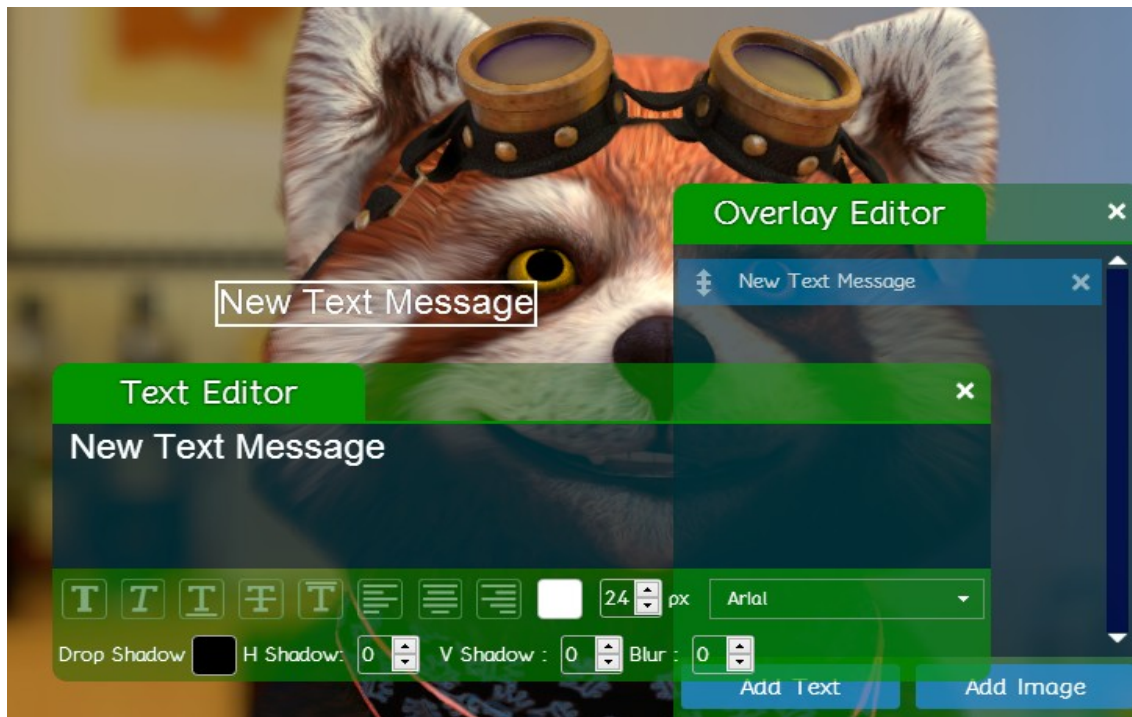 Overlay Editor
New Text Message
New Text Message
Text Editor
New Text Message
T T T T T 24 px Arial
Drop Shadow H Shadow: 0 V Shadow : 0 Blur : 0
Add Text Add Image